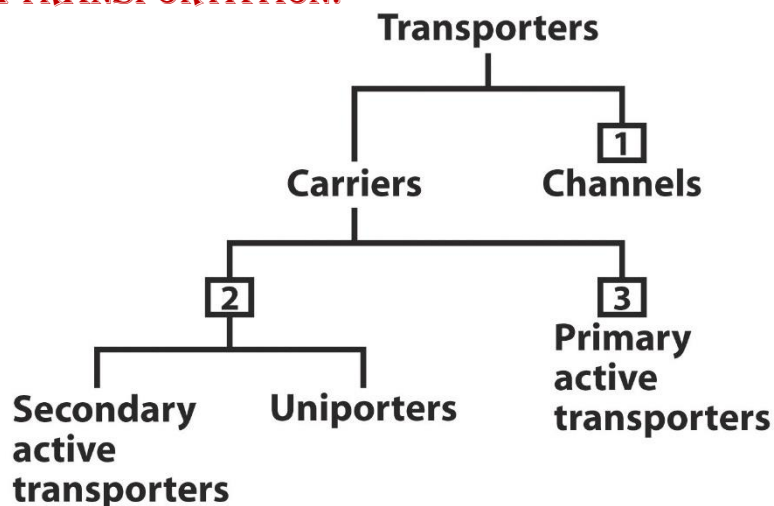 Transporters
1
Carriers
Channels
2
3
Primary
active
transporters
Secondary
active
transporters
Uniporters